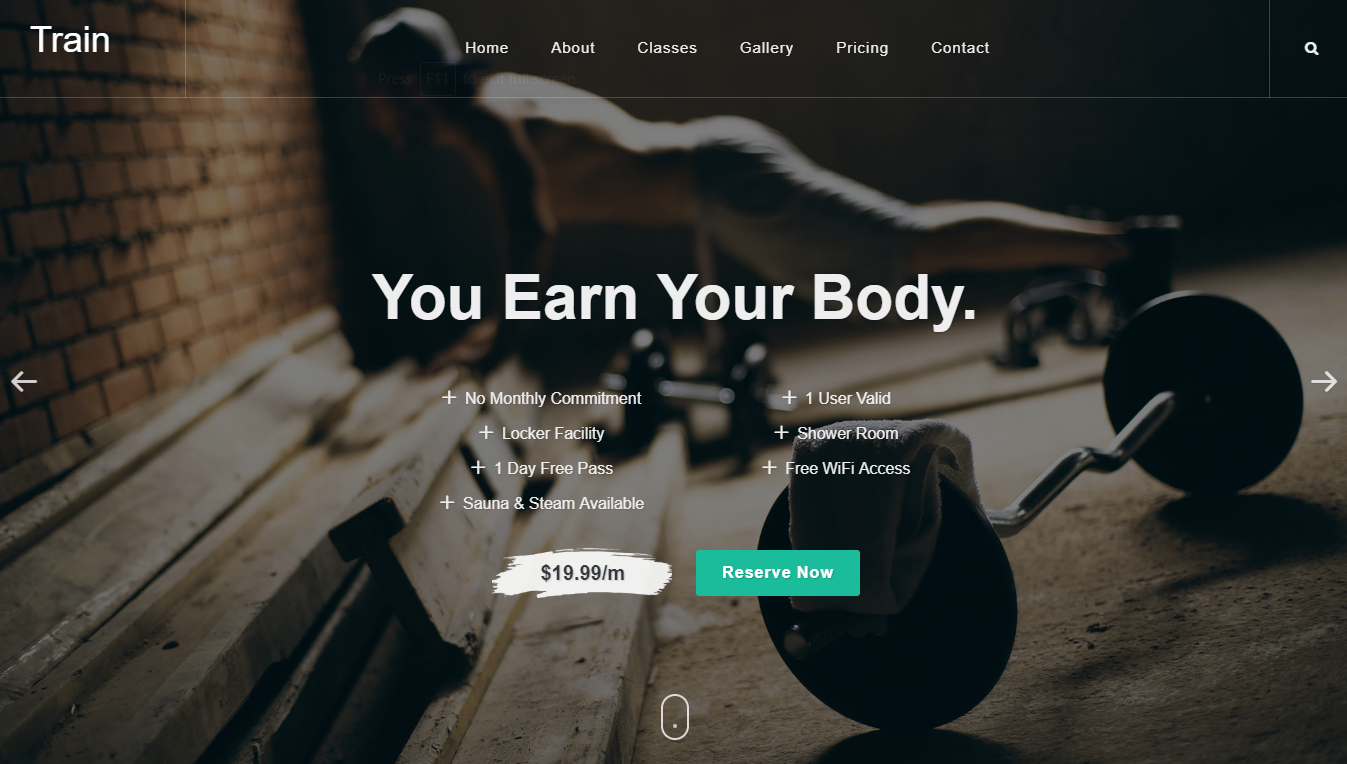 Train
Home About Classes Gallery Pricing Contact
Press F11 to exit full screen
You Earn Your Body.
No Monthly Commitment
Locker Facility
1 Day Free Pass
Sauna & Steam Available
1 User Valid
Shower Room
Free WiFi Access
$19.99/m
Reserve Now